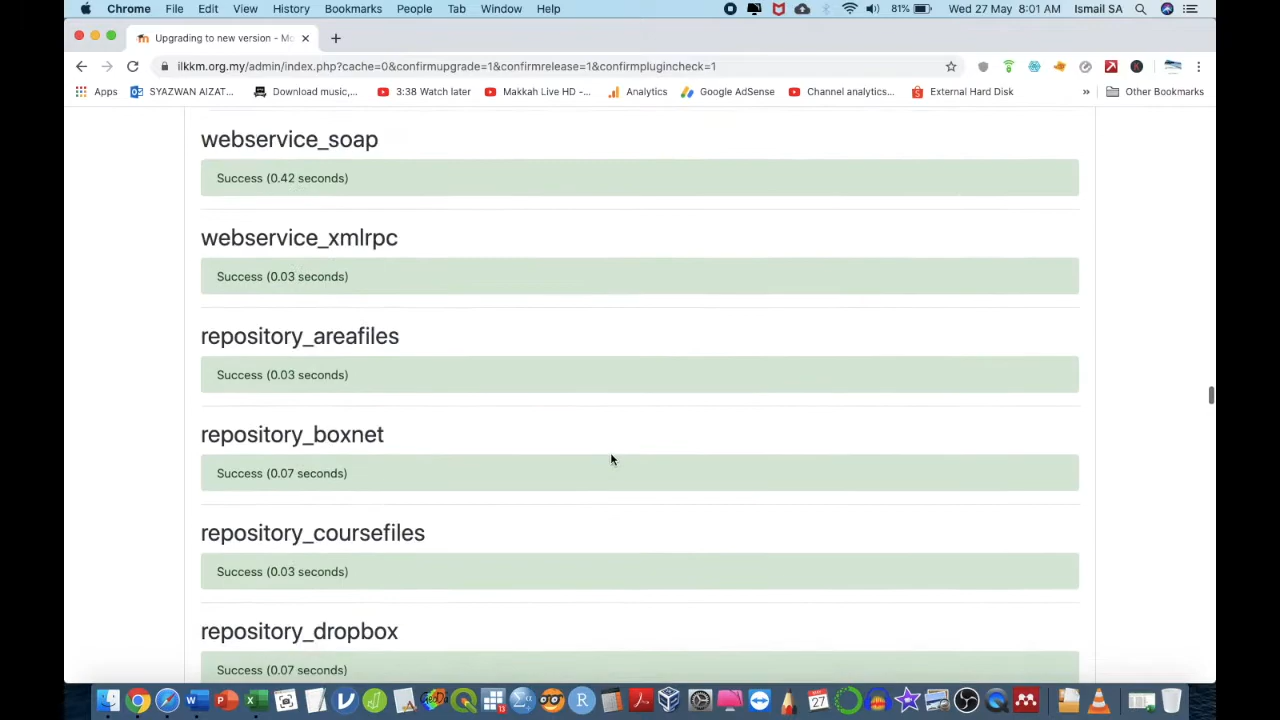 Chrome File Edit View History Bookmarks People Tab Window Help 81% Wed 27 May 8:01 AM Ismail SA
Upgrading to new version - Mo
ilkkm.org.my/admin/index.php?cache=0&confirmupgrade=1&confirmrelease=1&confirmplugincheck=1
Apps SYAZWAN AIZAT... Download music,... 3:38 Watch later Makkah Live HD -... Analytics Google AdSense Channel analytics... External Hard Disk » Other Bookmarks
webservice_soap
Success (0.42 seconds)
webservice_xmlrpc
Success (0.03 seconds)
repository_areafiles
Success (0.03 seconds)
repository_boxnet
Success (0.07 seconds)
repository_coursefiles
Success (0.03 seconds)
repository_dropbox
Success (0.07 seconds)